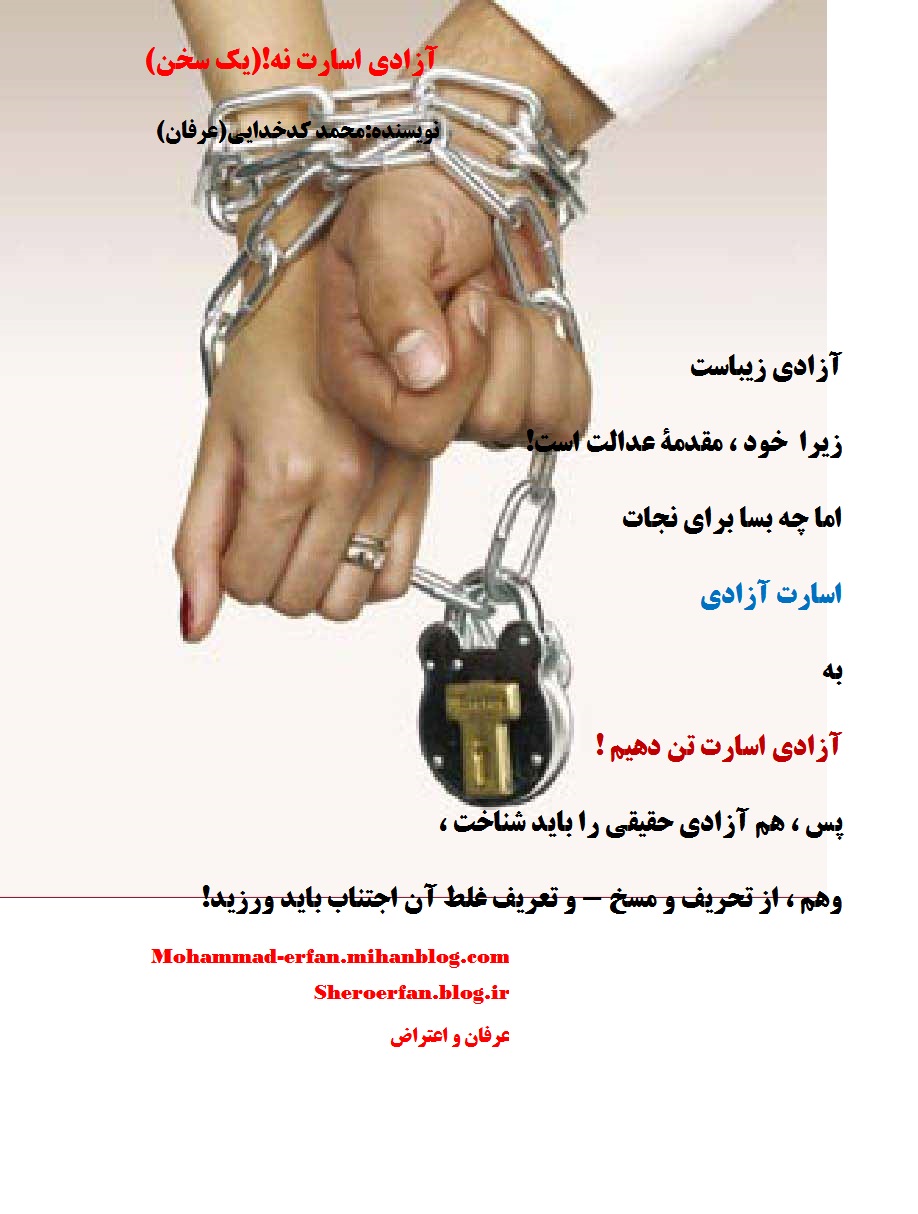 آزادی اسارت نه!(یک سخن)
نویسنده:محمد کدخدایی(عرفان)
آزادی زیباست
زیرا خود ، مقدمۀ عدالت است!
اما چه بسا برای نجات
اسارت آزادی
به
آزادی اسارت تن دهیم !
پس ، هم آزادی حقیقی را باید شناخت ،
وهم ، از تحریف و مسخ – و تعریف غلط آن اجتناب باید ورزید!
Mohammad-erfan.mihanblog.com
Sheroerfan.blog.ir
عرفان و اعتراض